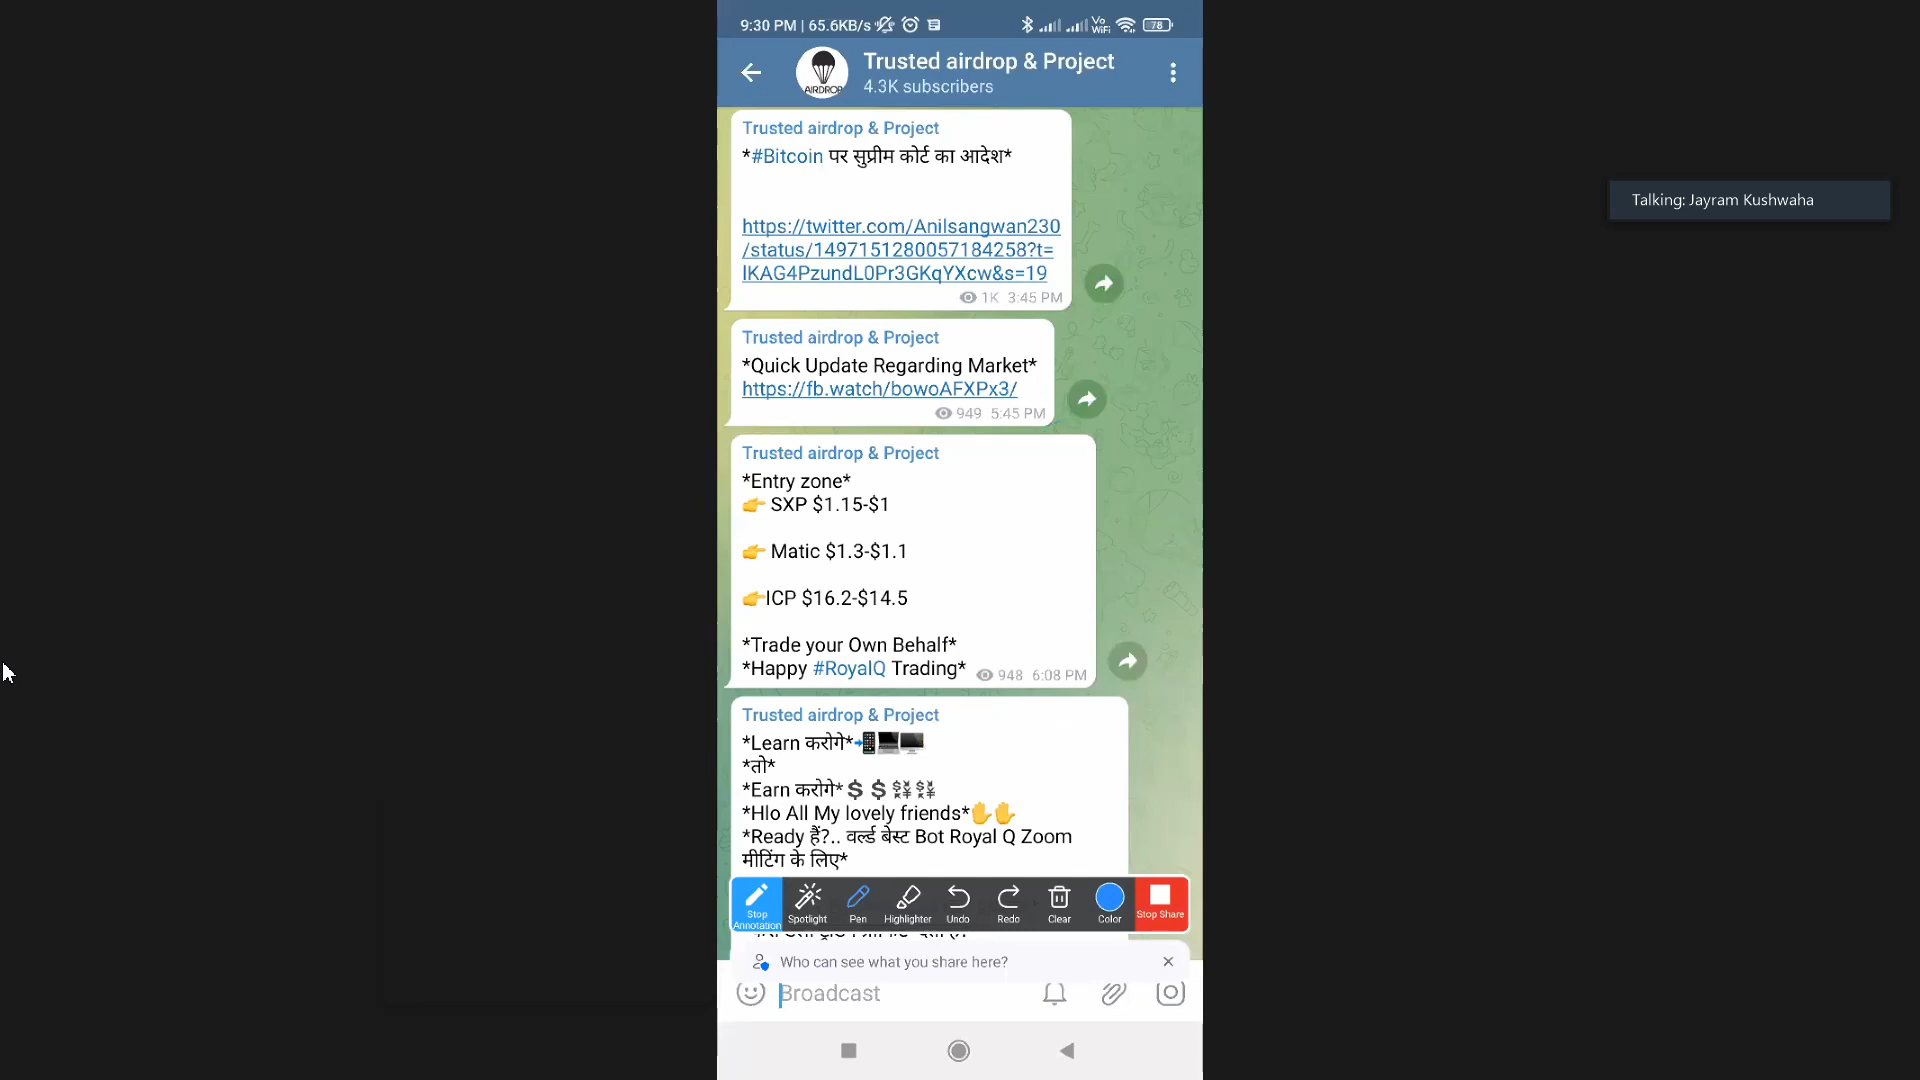 9:30 PM | 65.6KB/s
Vo
WiFi
78
Trusted airdrop & Project
4.3K subscribers
AIRDROP
Trusted airdrop & Project
*#Bitcoin पर सुप्रीम कोर्ट का आदेश*
https://twitter.com/Anilsangwan230
/status/1497151280057184258?t=
lKAG4PzundL0Pr3GKqYXcw&s=19
1K 3:45 PM
Trusted airdrop & Project
*Quick Update Regarding Market*
https://fb.watch/bowoAFXPx3/
949 5:45 PM
Trusted airdrop & Project
*Entry zone*
👉 SXP $1.15-$1
👉 Matic $1.3-$1.1
👉ICP $16.2-$14.5
*Trade your Own Behalf*
*Happy #RoyalQ Trading*
948 6:08 PM
Trusted airdrop & Project
*Learn करोगे*📲💻🖥
*तो*
*Earn करोगे*💲💲💱💱
*Hlo All My lovely friends*✋✋
*Ready हैं?.. वर्ल्ड बेस्ट Bot Royal Q Zoom
मीटिंग के लिए*
Stop Annotation
Spotlight
Pen
Highlighter
Undo
Redo
Clear
Color
Stop Share
Who can see what you share here?
Broadcast
Talking: Jayram Kushwaha